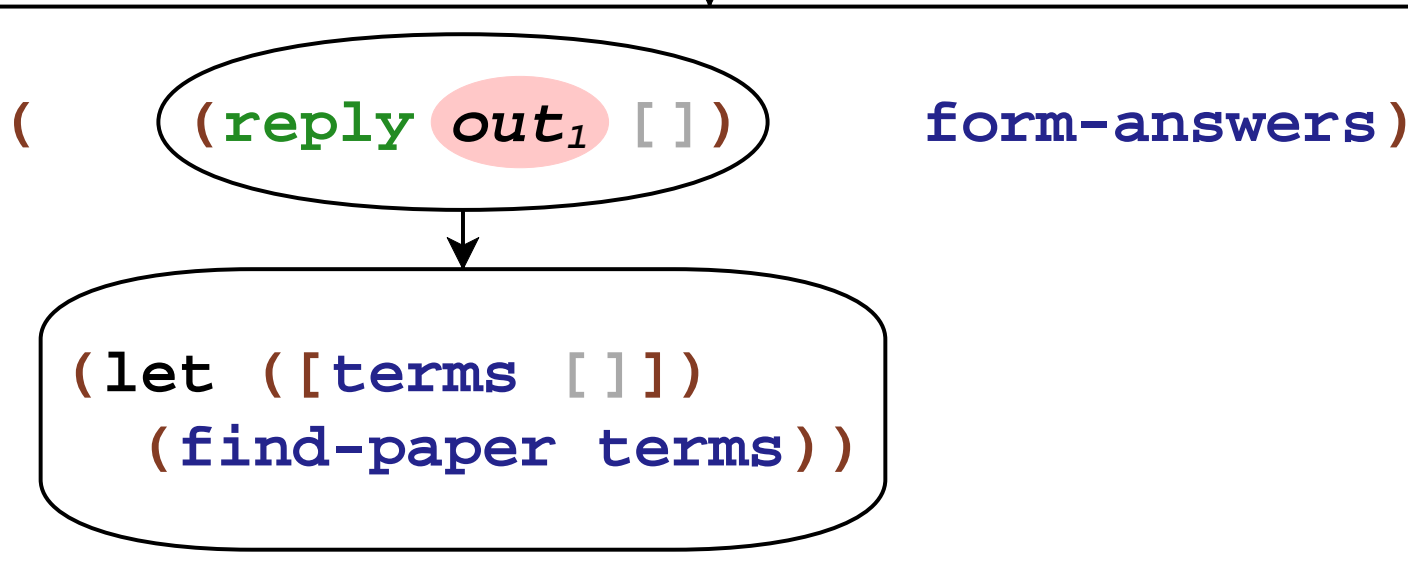 ( (reply out₁ []) form-answers)
(let ([terms []])
(find-paper terms))